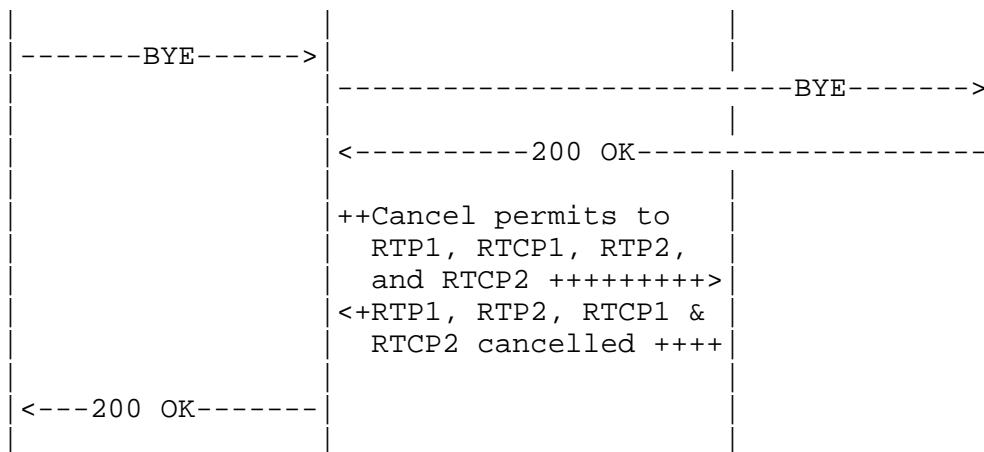 |                    |                          |
|-------BYE------>|                          |
|                    |--------------------------BYE------->
|                    |                          |
|                    |<----------200 OK--------------------
|                    |                          |
|                    |++Cancel permits to       |
|                    |  RTP1, RTCP1, RTP2,      |
|                    |  and RTCP2 +++++++++>|
|                    |<+RTP1, RTP2, RTCP1 &     |
|                    |  RTCP2 cancelled ++++|
|                    |                          |
|<---200 OK-------|                          |
|                    |                          |